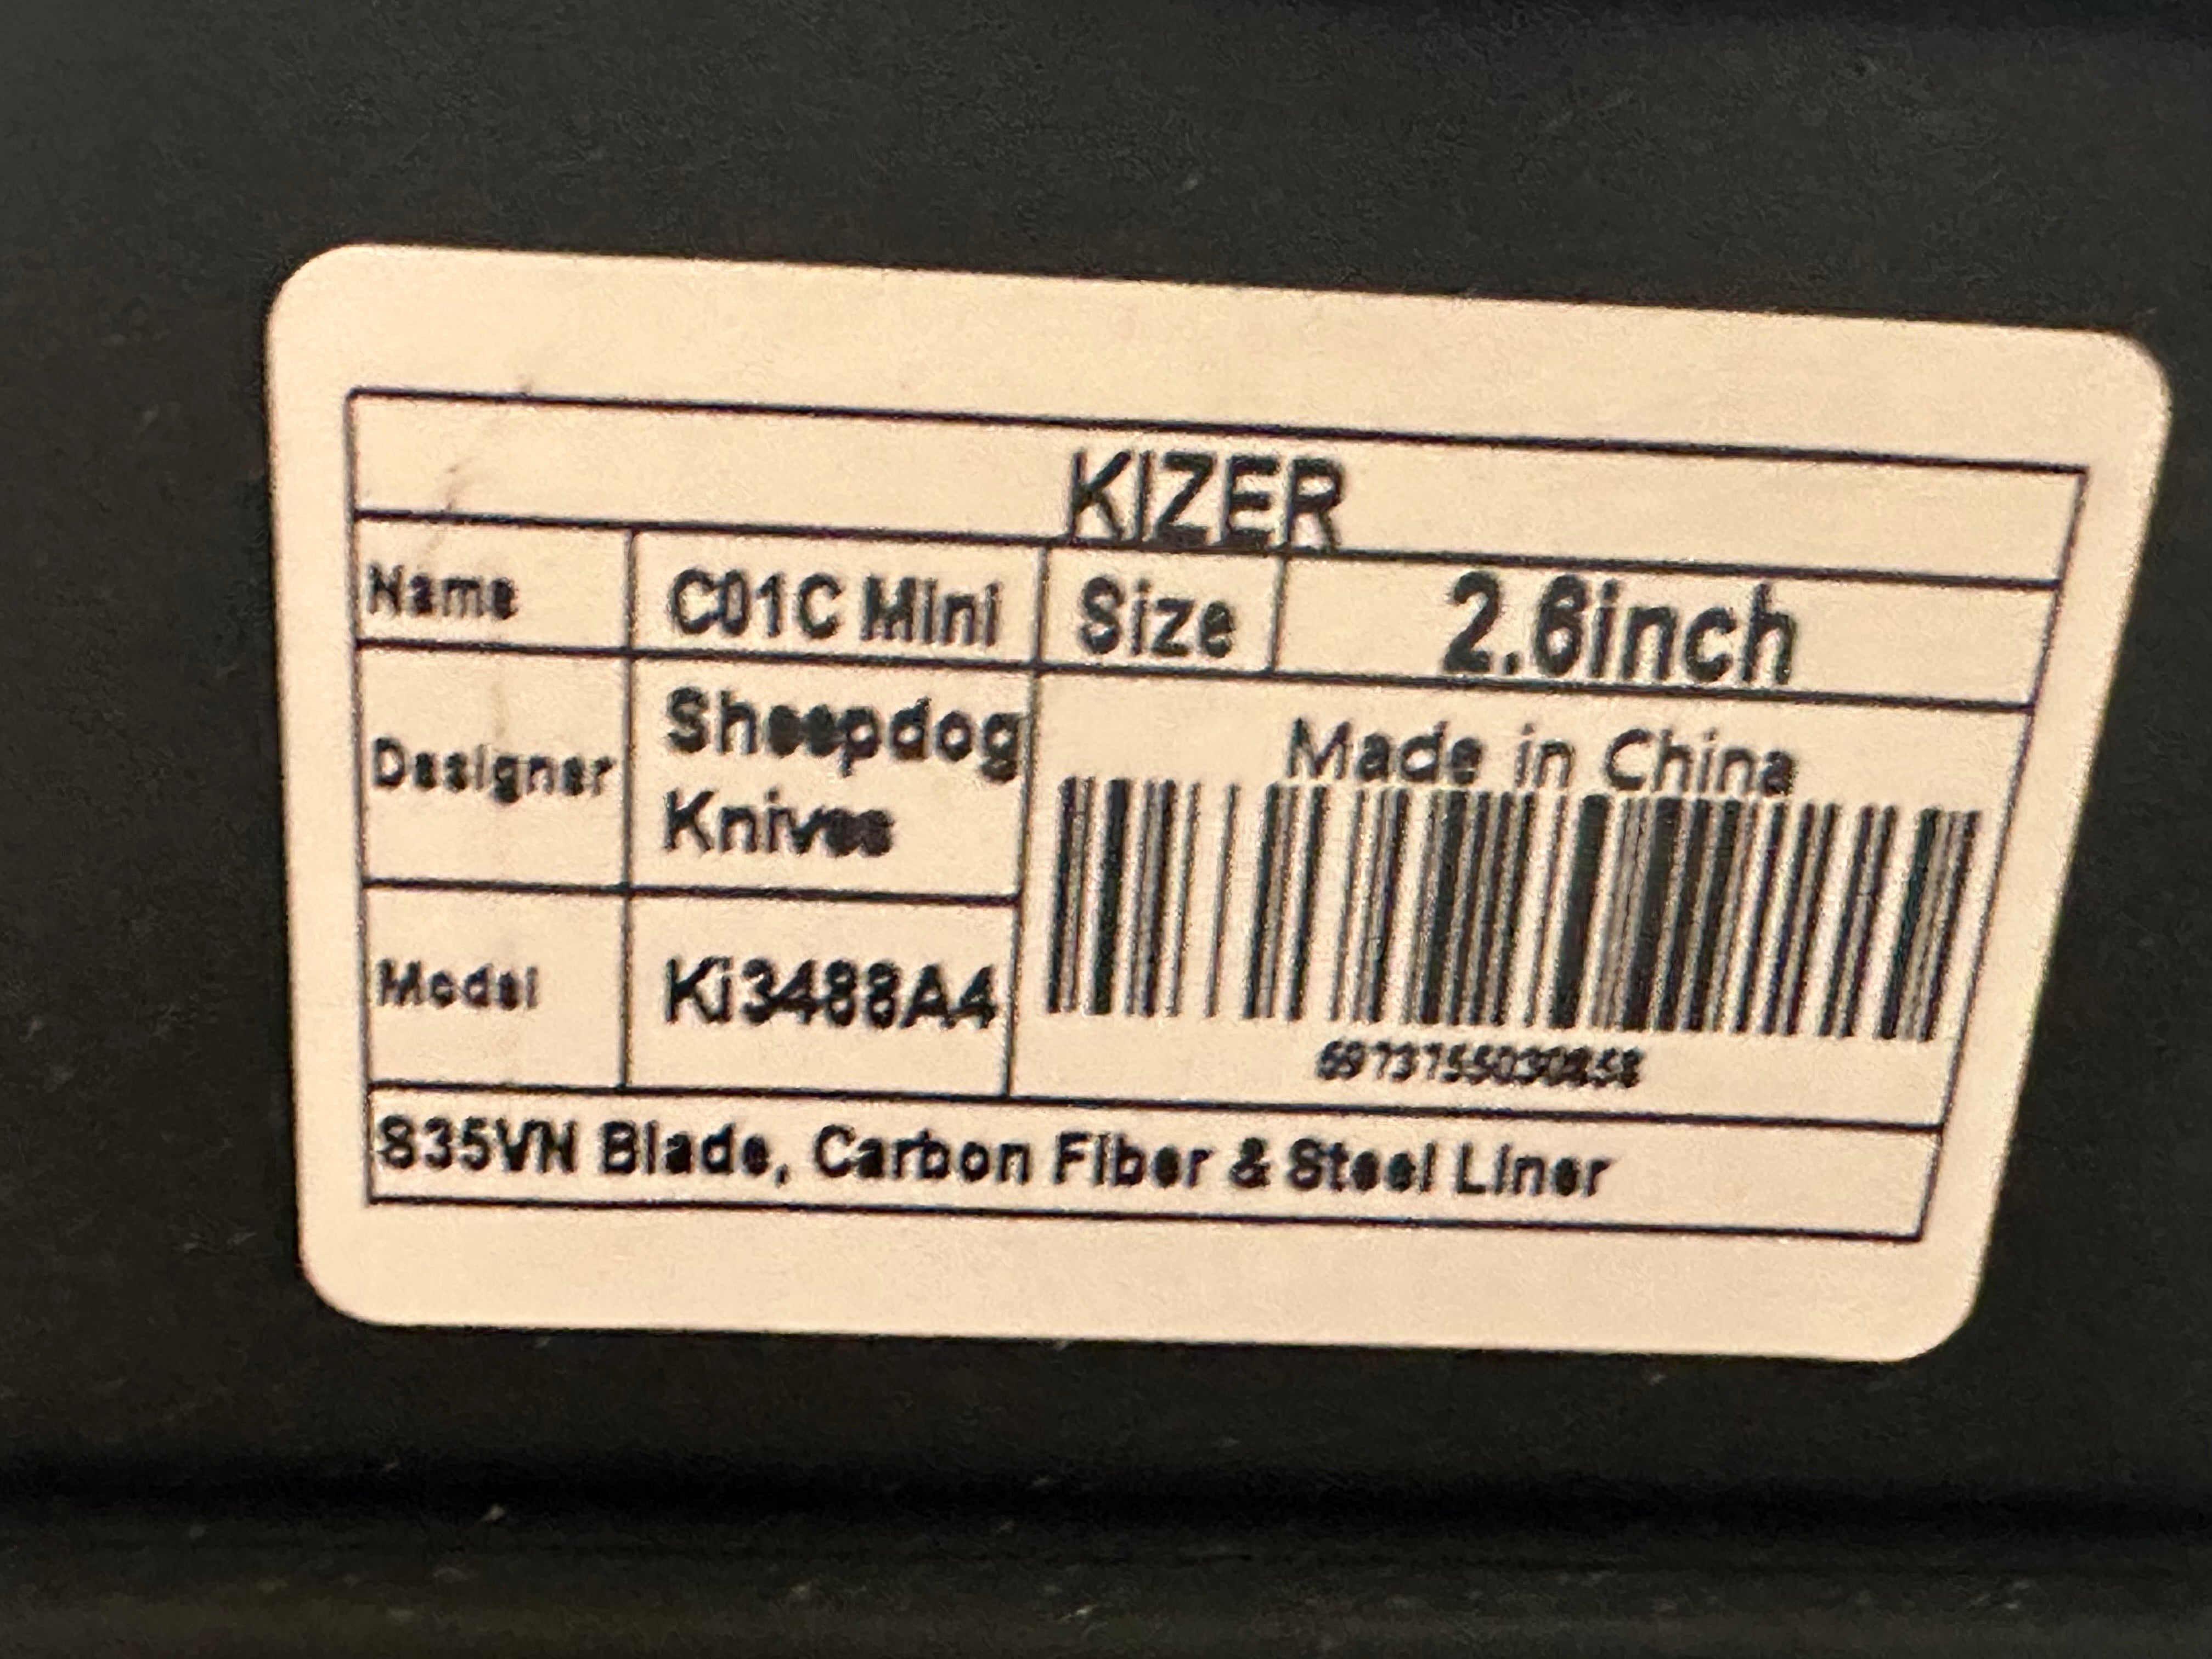 KIZER
Name C01C Mini Size 2.6inch
Designer Sheepdog
Knives
Made in China
Model Ki3488A4
6973755030858
S35VN Blade, Carbon Fiber & Steel Liner